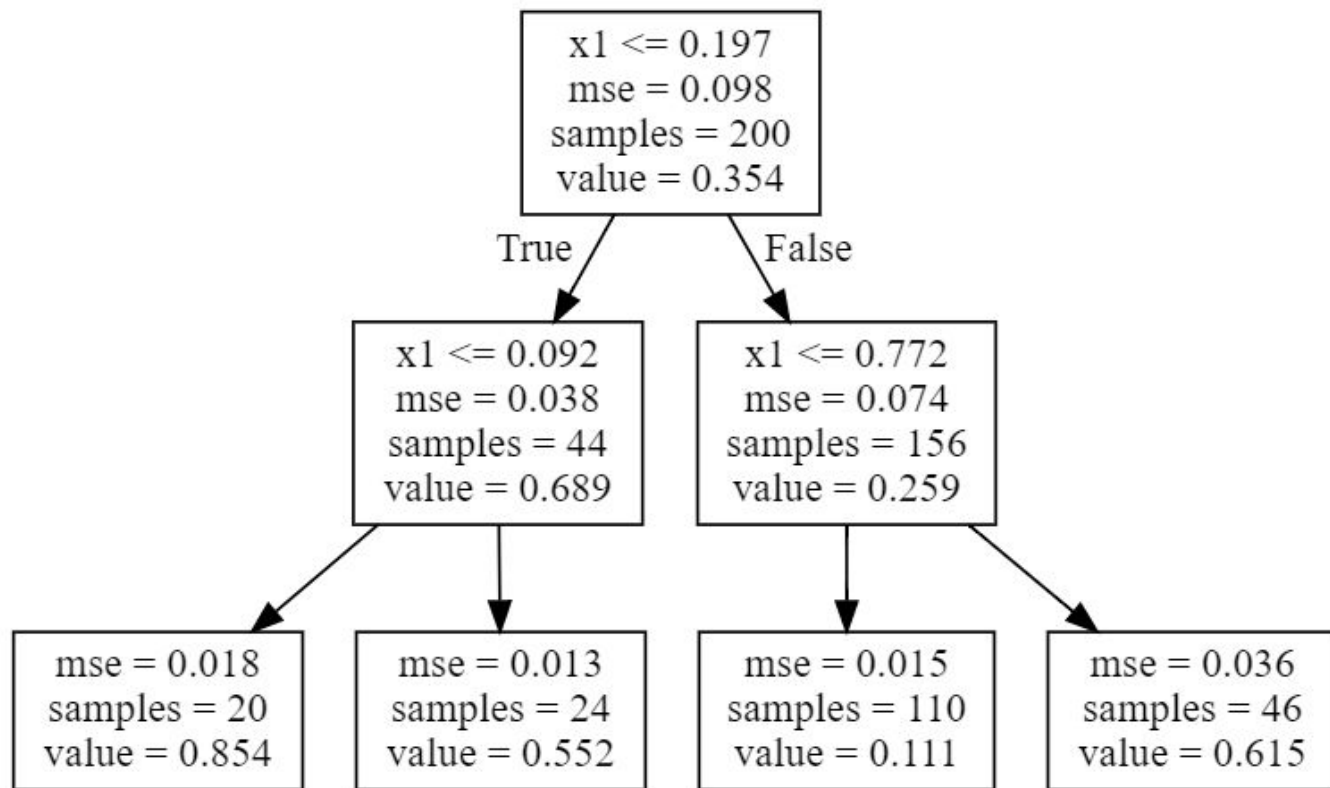 x1 <= 0.197
mse = 0.098
samples = 200
value = 0.354
True
False
x1 <= 0.092
mse = 0.038
samples = 44
value = 0.689
x1 <= 0.772
mse = 0.074
samples = 156
value = 0.259
mse = 0.018
samples = 20
value = 0.854
mse = 0.013
samples = 24
value = 0.552
mse = 0.015
samples = 110
value = 0.111
mse = 0.036
samples = 46
value = 0.615